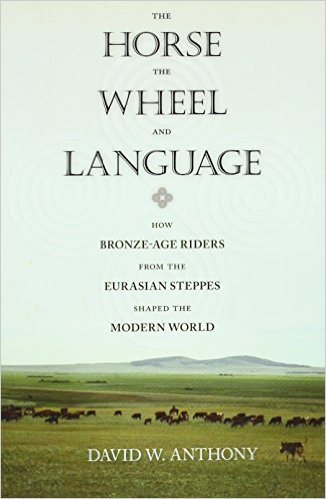 THE
HORSE
THE
WHEEL
AND
LANGUAGE
HOW
BRONZE-AGE RIDERS
FROM THE
EURASIAN STEPPES
SHAPED THE
MODERN WORLD
DAVID W. ANTHONY